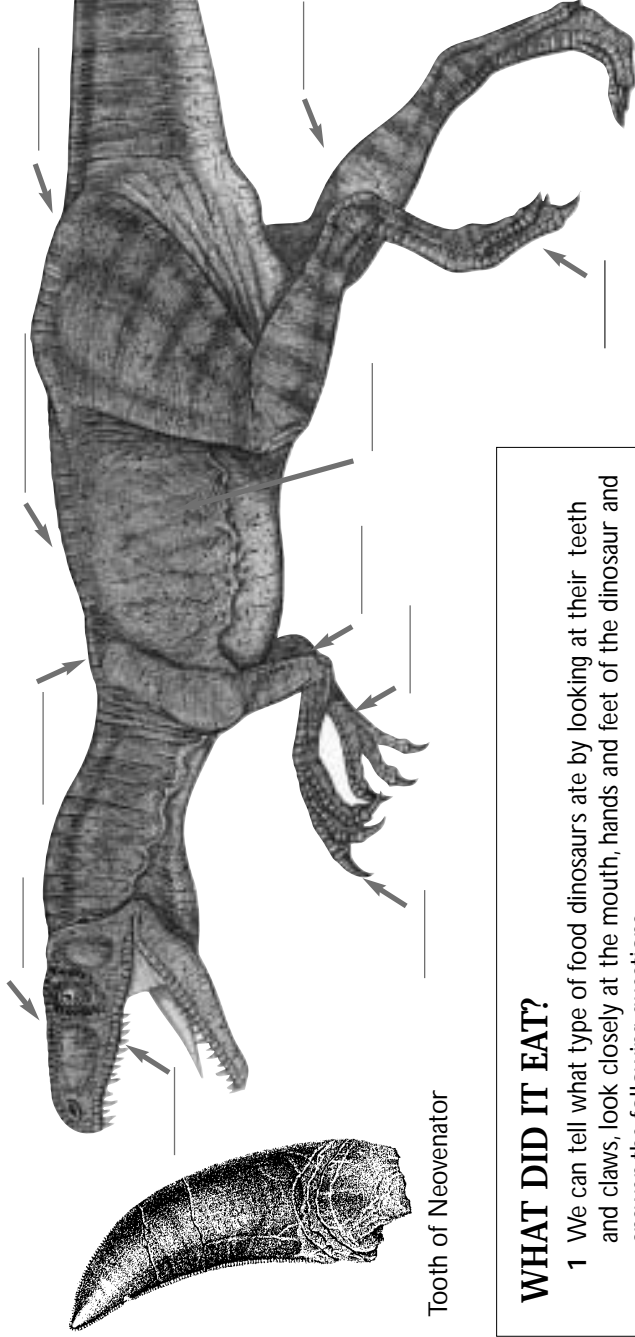 Tooth of Neovenator
WHAT DID IT EAT?
1 We can tell what type of food dinosaurs ate by looking at their teeth
and claws, look closely at the mouth, hands and feet of the dinosaur and